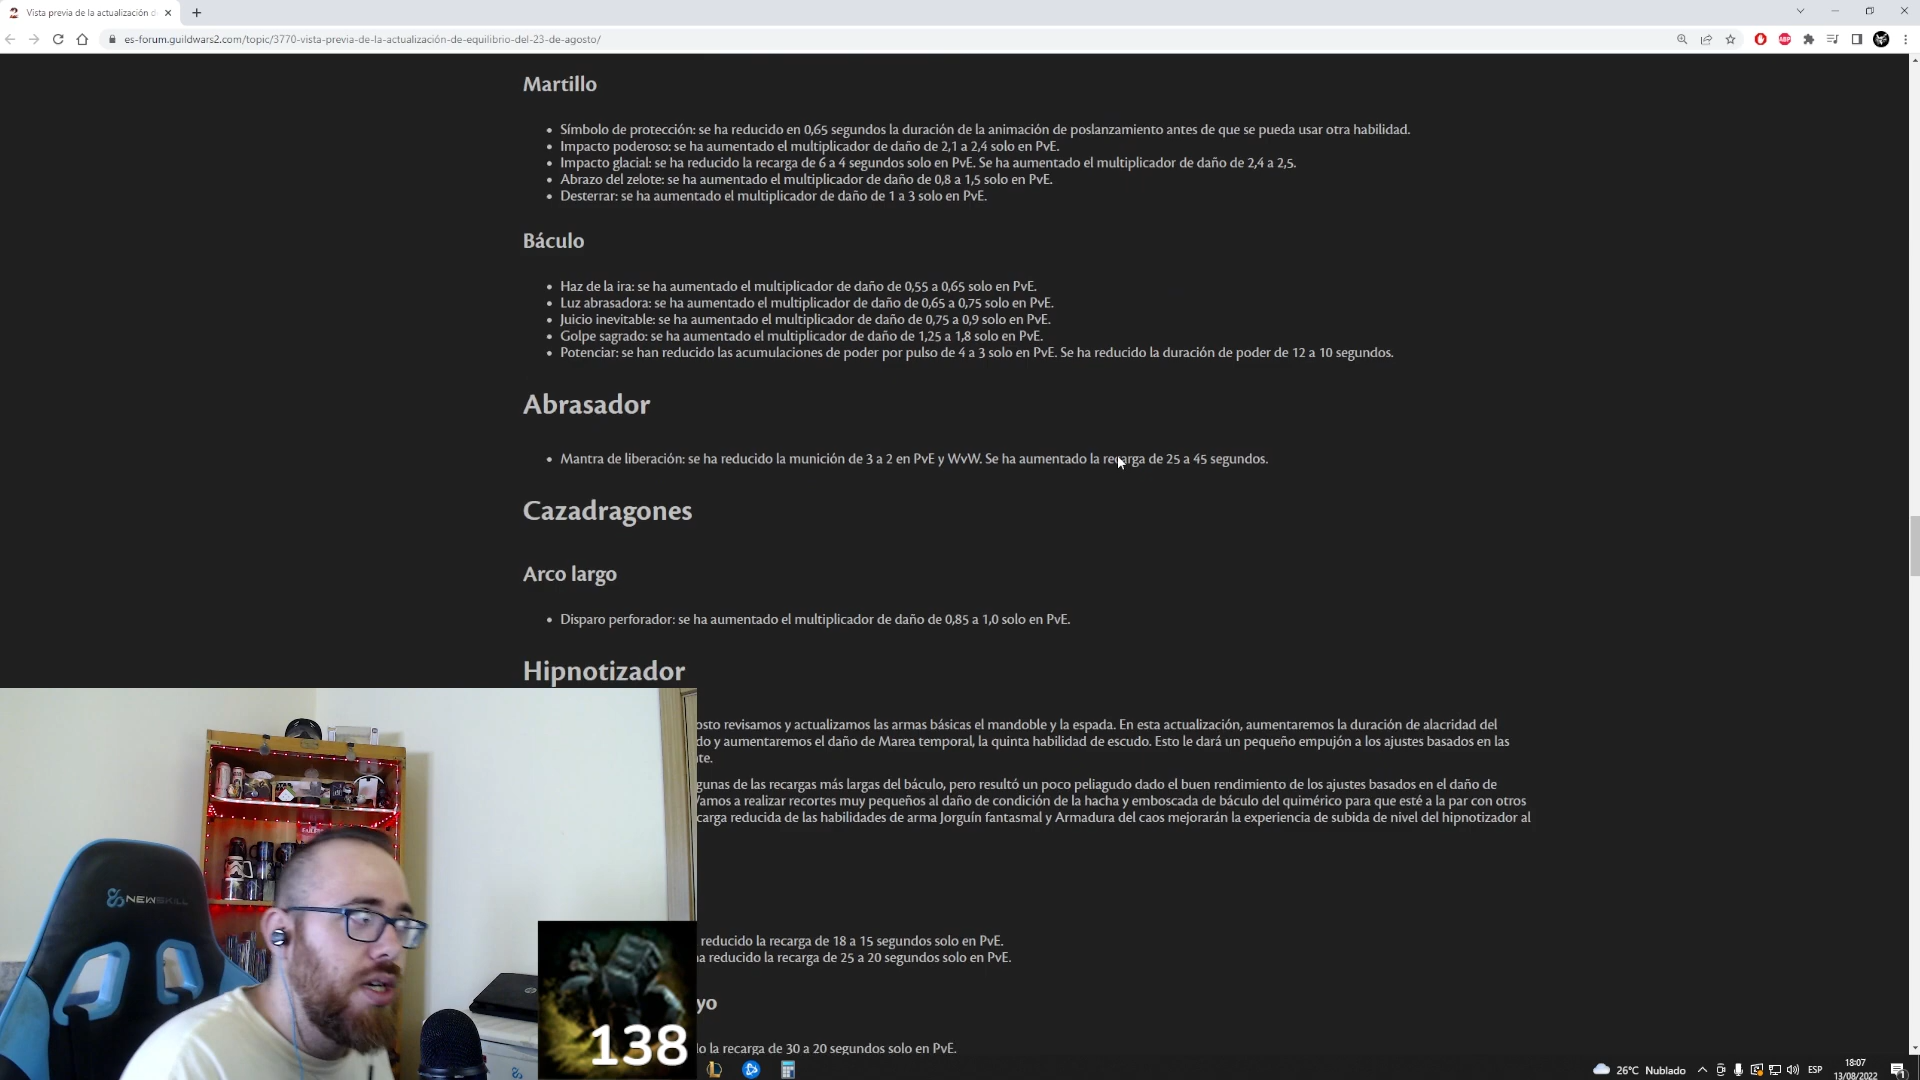 Vista previa de la actualización d
es-forum.guildwars2.com/topic/3770-vista-previa-de-la-actualización-de-equilibrio-del-23-de-agosto/
ABP
Martillo
• Símbolo de protección: se ha reducido en 0,65 segundos la duración de la animación de poslanzamiento antes de que se pueda usar otra habilidad.
• Impacto poderoso: se ha aumentado el multiplicador de daño de 2,1 a 2,4 solo en PvE.
• Impacto glacial: se ha reducido la recarga de 6 a 4 segundos solo en PvE. Se ha aumentado el multiplicador de daño de 2,4 a 2,5.
• Abrazo del zelote: se ha aumentado el multiplicador de daño de 0,8 a 1,5 solo en PvE.
• Desterrar: se ha aumentado el multiplicador de daño de 1 a 3 solo en PvE.
Báculo
• Haz de la ira: se ha aumentado el multiplicador de daño de 0,55 a 0,65 solo en PvE.
• Luz abrasadora: se ha aumentado el multiplicador de daño de 0,65 a 0,75 solo en PvE.
• Juicio inevitable: se ha aumentado el multiplicador de daño de 0,75 a 0,9 solo en PvE.
• Golpe sagrado: se ha aumentado el multiplicador de daño de 1,25 a 1,8 solo en PvE.
• Potenciar: se han reducido las acumulaciones de poder por pulso de 4 a 3 solo en PvE. Se ha reducido la duración de poder de 12 a 10 segundos.
Abrasador
• Mantra de liberación: se ha reducido la munición de 3 a 2 en PvE y WvW. Se ha aumentado la recarga de 25 a 45 segundos.
Cazadragones
Arco largo
• Disparo perforador: se ha aumentado el multiplicador de daño de 0,85 a 1,0 solo en PvE.
Hipnotizador
osto revisamos y actualizamos las armas básicas el mandoble y la espada. En esta actualización, aumentaremos la duración de alacridad del
do y aumentaremos el daño de Marea temporal, la quinta habilidad de escudo. Esto le dará un pequeño empujón a los ajustes basados en las
te.
gunas de las recargas más largas del báculo, pero resultó un poco peliagudo dado el buen rendimiento de los ajustes basados en el daño de
Vamos a realizar recortes muy pequeños al daño de condición de la hacha y emboscada de báculo del quimérico para que esté a la par con otros
carga reducida de las habilidades de arma Jorguín fantasmal y Armadura del caos mejorarán la experiencia de subida de nivel del hipnotizador al
reducido la recarga de 18 a 15 segundos solo en PvE.
a reducido la recarga de 25 a 20 segundos solo en PvE.
yo
o la recarga de 30 a 20 segundos solo en PvE.
NEWSKILL
138
26°C Nublado
ESP
18:07
13/08/2022
1